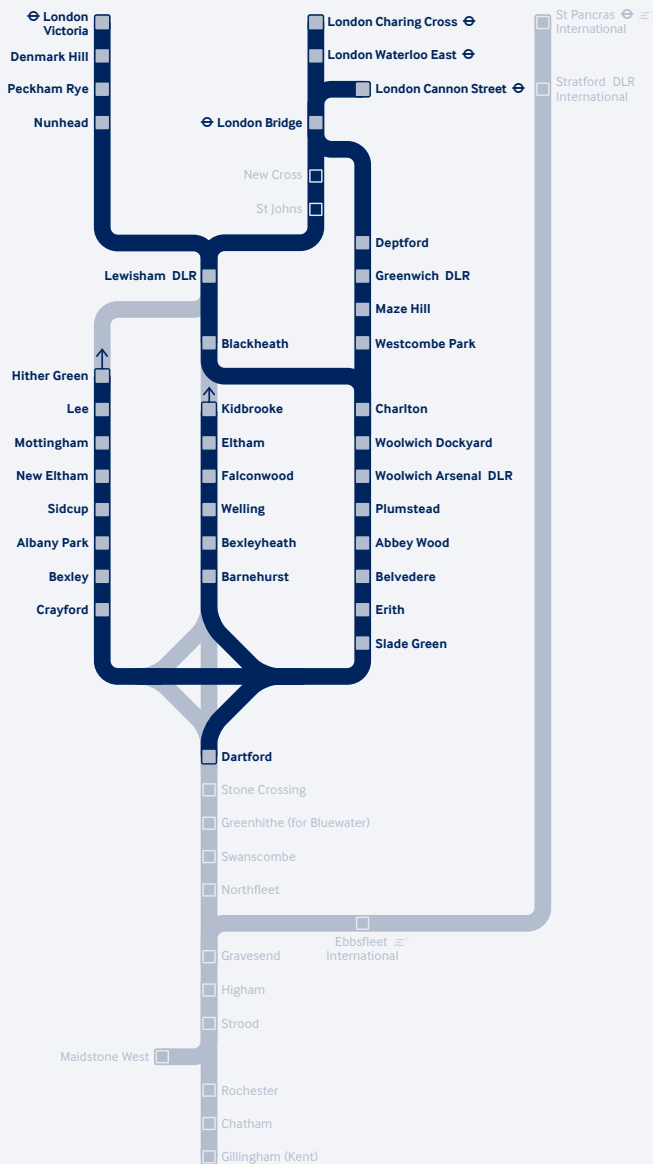 London
Victoria
Denmark Hill
Peckham Rye
Nunhead
London Charing Cross
London Waterloo East
London Cannon Street
London Bridge
New Cross
St Johns
St Pancras
International
Stratford DLR
International
Lewisham DLR
Blackheath
Deptford
Greenwich DLR
Maze Hill
Westcombe Park
Hither Green
Lee
Mottingham
New Eltham
Sidcup
Albany Park
Bexley
Crayford
Kidbrooke
Eltham
Falconwood
Welling
Bexleyheath
Barnehurst
Charlton
Woolwich Dockyard
Woolwich Arsenal DLR
Plumstead
Abbey Wood
Belvedere
Erith
Slade Green
Dartford
Stone Crossing
Greenhithe (for Bluewater)
Swanscombe
Northfleet
Ebbsfleet
International
Gravesend
Higham
Strood
Maidstone West
Rochester
Chatham
Gillingham (Kent)